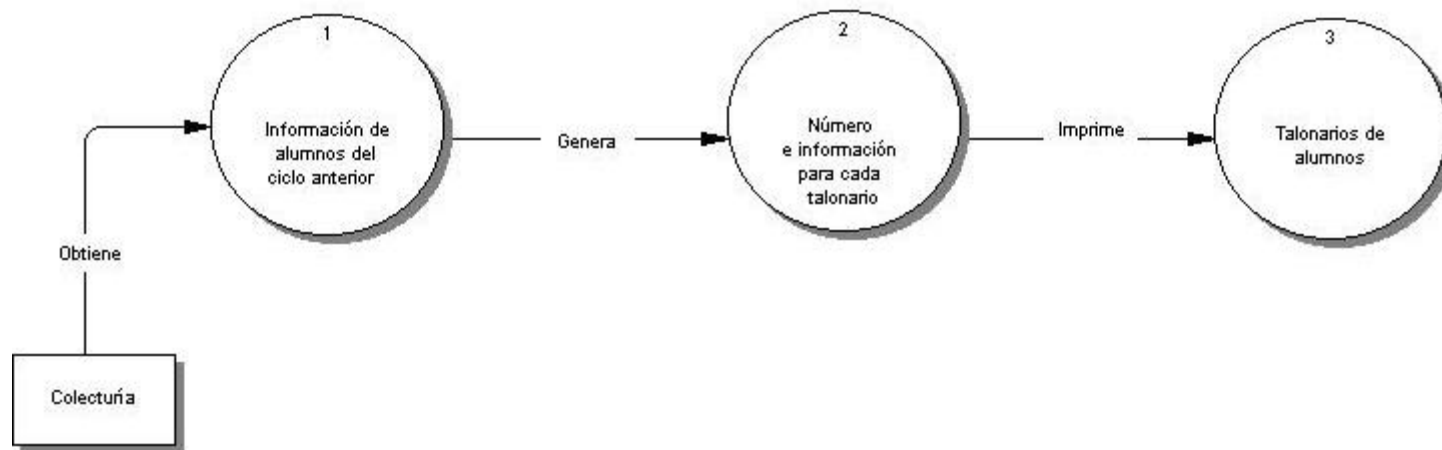 1
Información de
alumnos del
ciclo anterior
Genera
2
Número
e información
para cada
talonario
Imprime
3
Talonarios de
alumnos
Obtiene
Colecturía